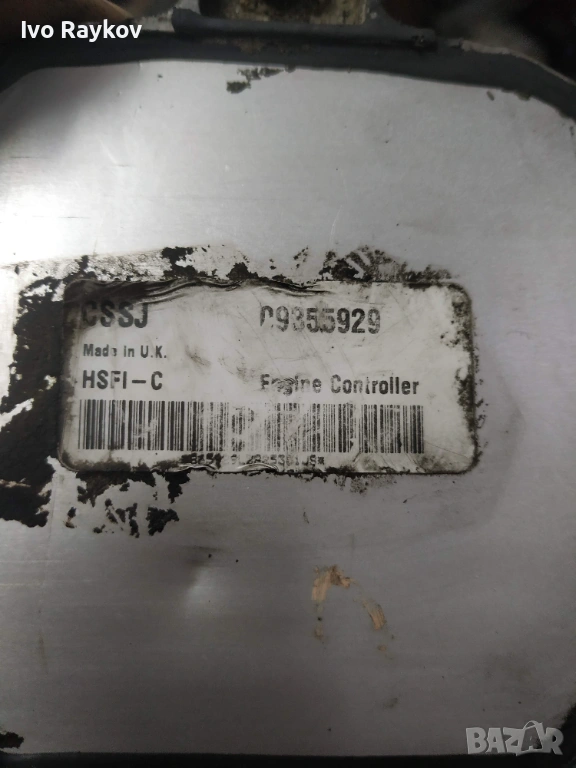 Ivo Raykov
CSSJ 09355929
Made in U.K.
HSFI-C Engine Controller
BAZAR